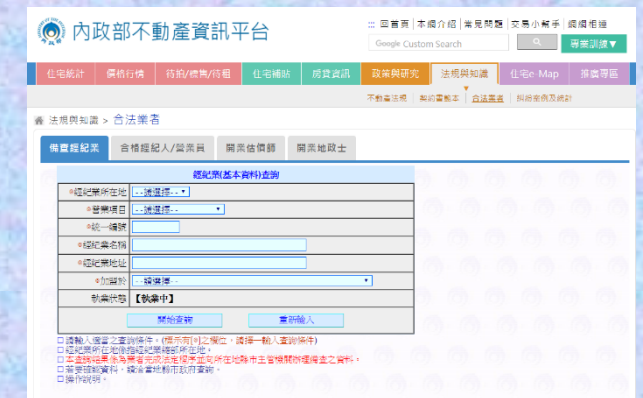 內政部不動產資訊平台
::: 回首頁 | 本網介紹 | 常見問題 | 交易小幫手 | 網網相連
Google Custom Search
專業訓練▼
住宅統計 價格行情 待拍/標售/待租 住宅補貼 房貸資訊 政策與研究 法規與知識 住宅e-Map 推廣專區
不動產法規 | 契約書範本 | 合法業者 | 糾紛案例及統計
法規與知識 > 合法業者
備查經紀業 合格經紀人/營業員 開業估價師 開業地政士
經紀業(基本資料)查詢
※經紀業所在地 --請選擇--
※營業項目 --請選擇--
※統一編號
※經紀業名稱
※經紀業地址
※加盟於 --請選擇--
執業狀態 【執業中】
開始查詢 重新輸入
請輸入適當之查詢條件。(標示有[※]之欄位，請擇一輸入查詢條件)
經紀業所在地係指經紀業總部所在地。
本查詢結果係為業者完成法定程序並向所在地縣市主管機關辦理備查之資料。
若要確認資料，請洽當地縣市政府查詢。
操作說明。